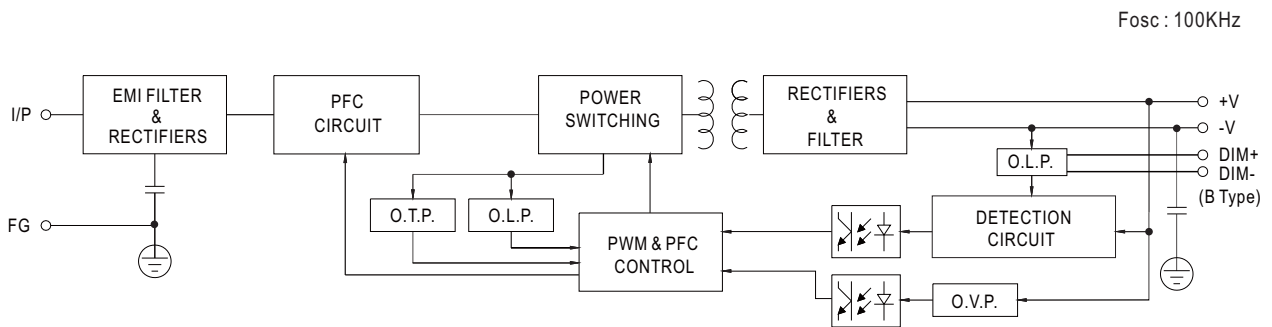 Fosc : 100KHz
I/P
EMI FILTER
&
RECTIFIERS
PFC
CIRCUIT
POWER
SWITCHING
RECTIFIERS
&
FILTER
+V
-V
DIM+
DIM-
(B Type)
O.L.P.
FG
O.T.P.
O.L.P.
PWM & PFC
CONTROL
DETECTION
CIRCUIT
O.V.P.